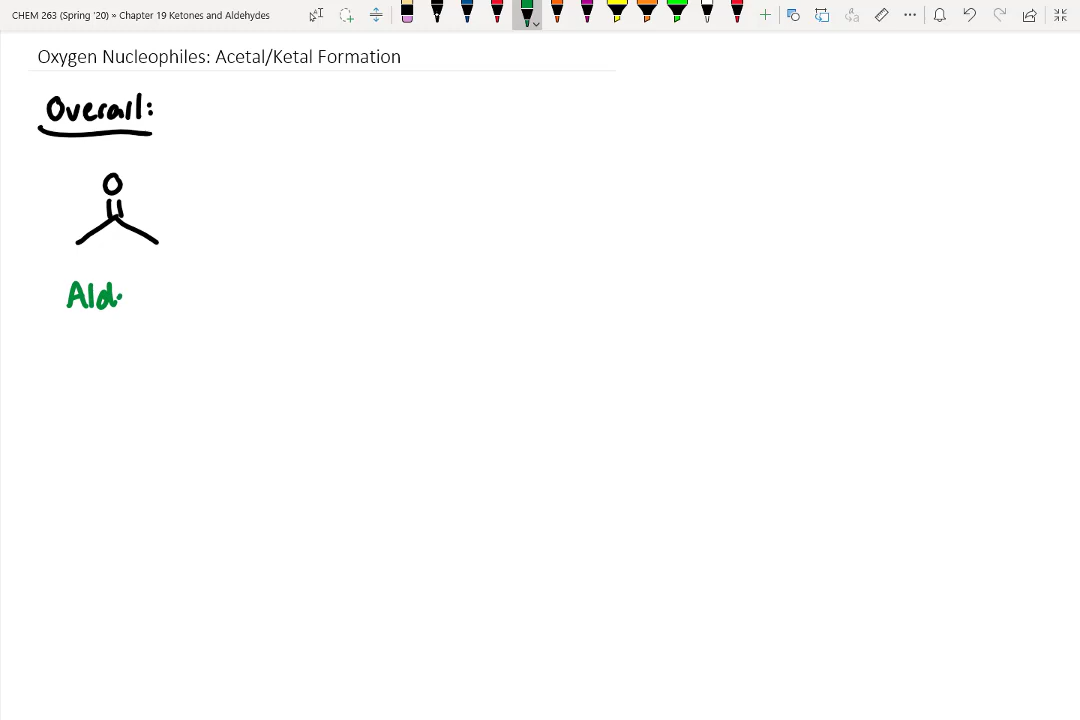 CHEM 263 (Spring '20) » Chapter 19 Ketones and Aldehydes
Oxygen Nucleophiles: Acetal/Ketal Formation
Overall:
O
Ald.